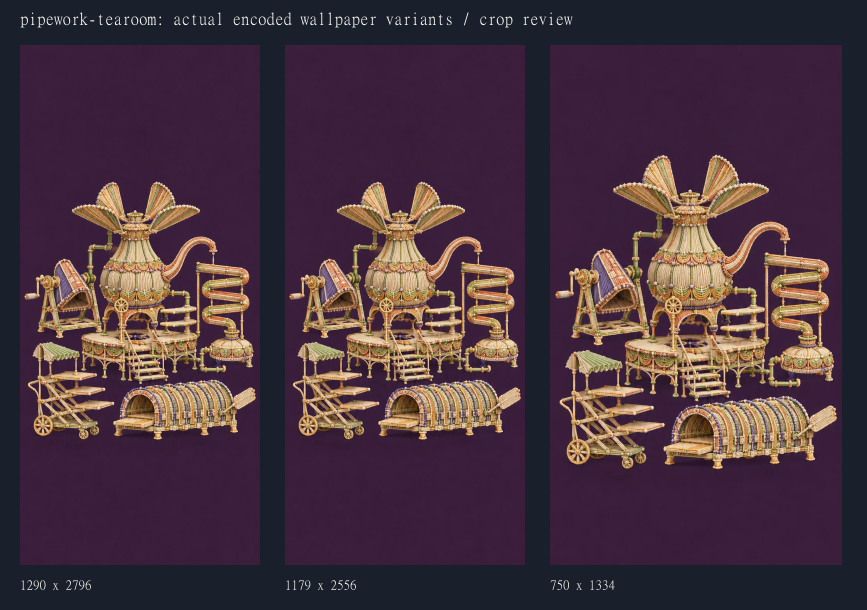 pipework-tearoom: actual encoded wallpaper variants / crop review
1290 x 2796
1179 x 2556
750 x 1334